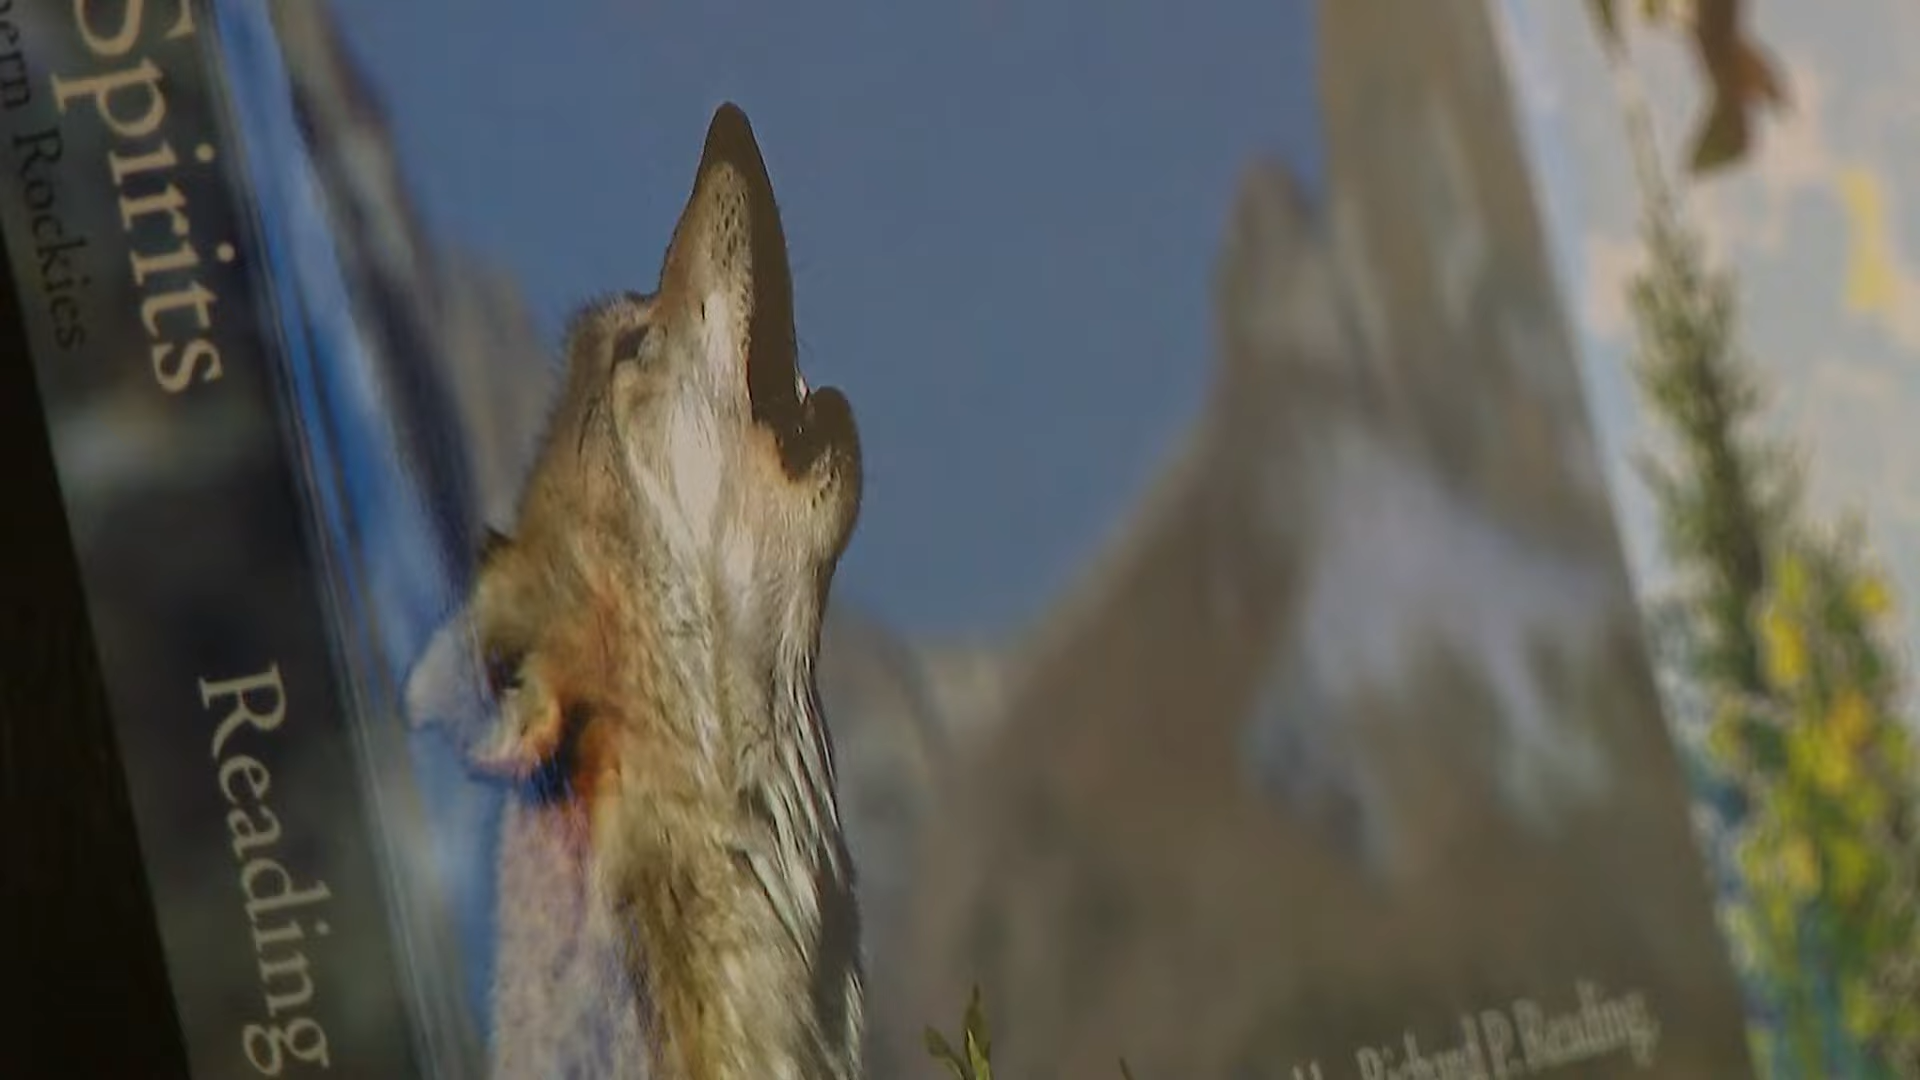 Spirits
ern Rockies
Reading
Richard P. Reading